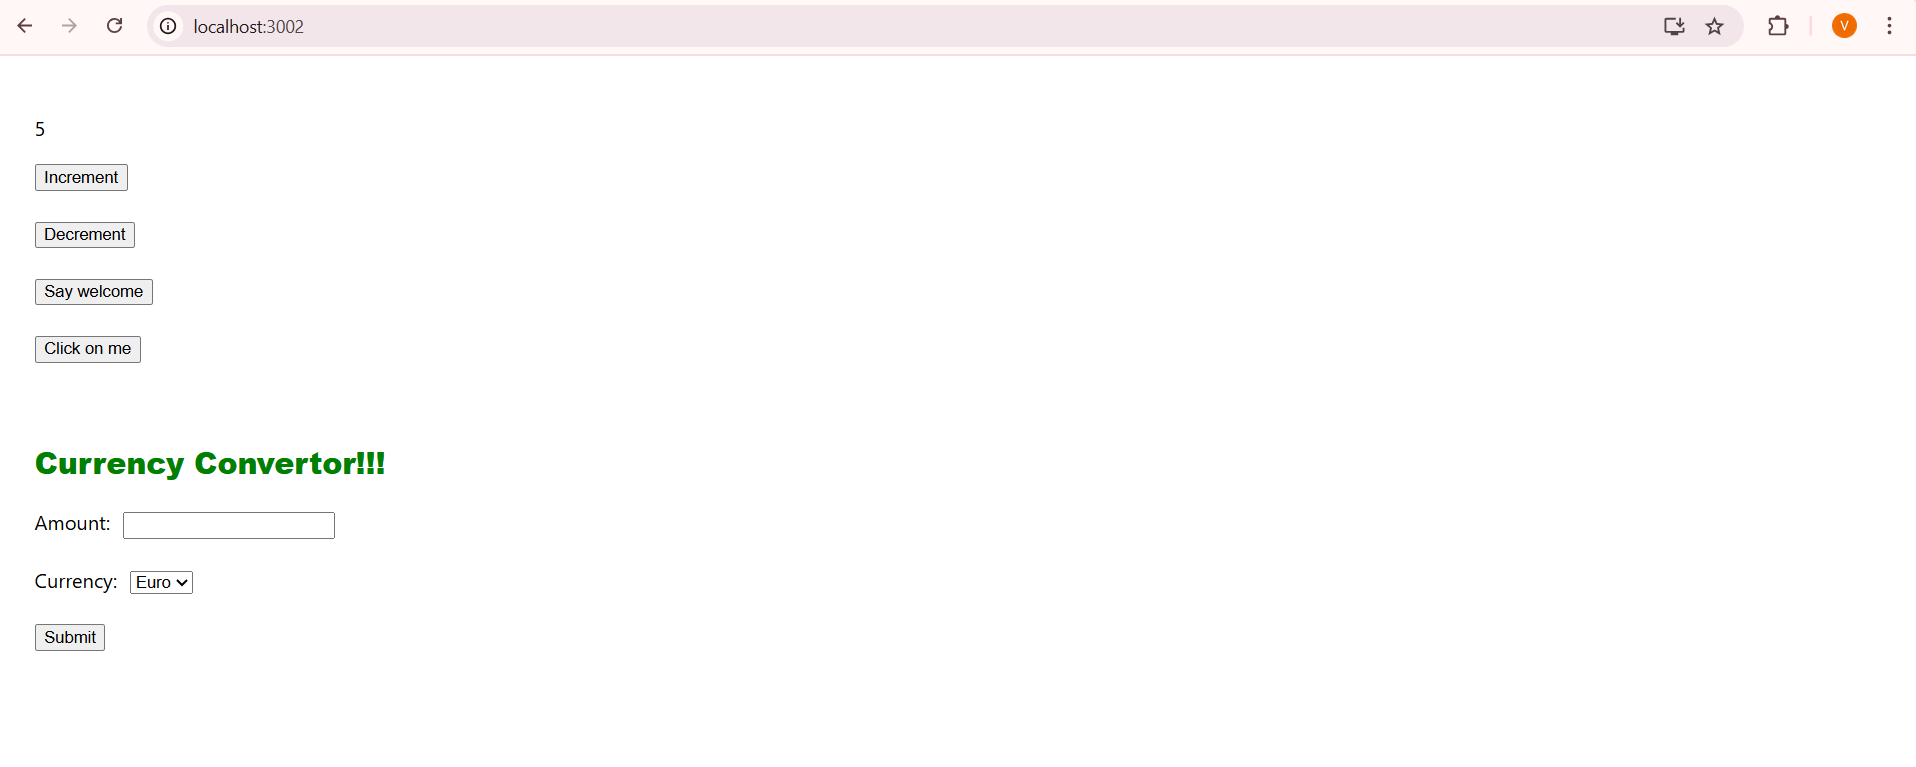 localhost:3002
V
5
Increment
Decrement
Say welcome
Click on me
Currency Convertor!!!
Amount:
Currency: Euro
Submit